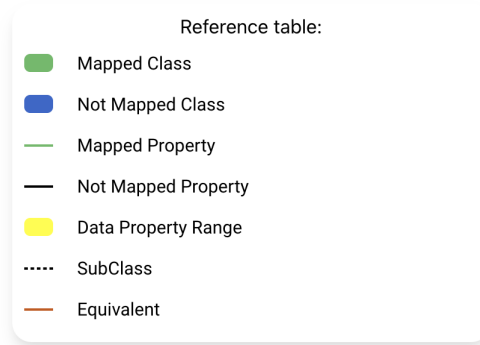 Reference table:
Mapped Class
Not Mapped Class
Mapped Property
Not Mapped Property
Data Property Range
SubClass
Equivalent